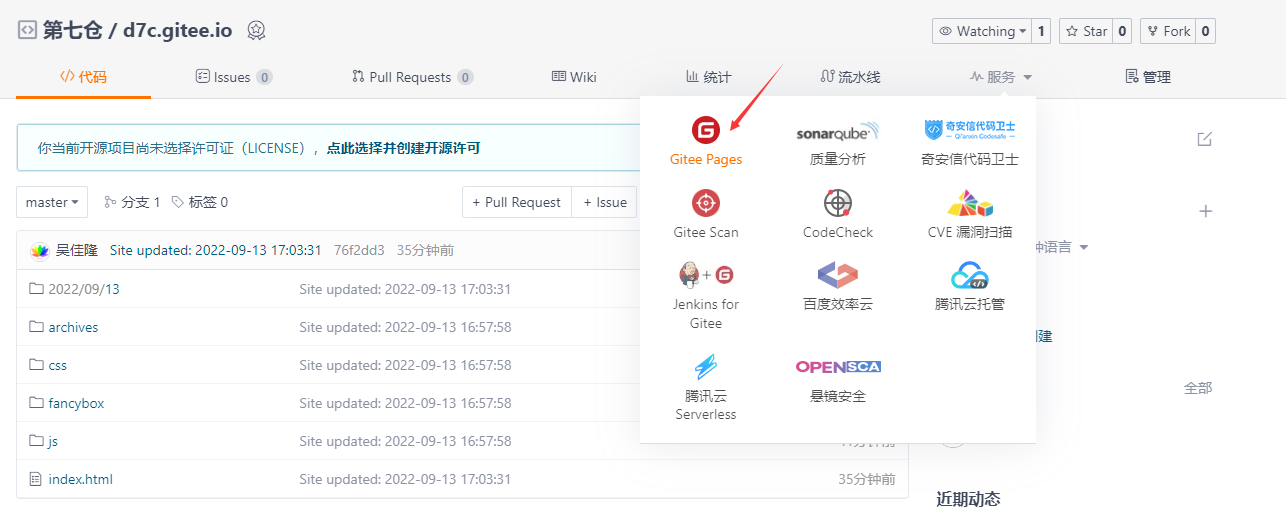 第七仓 / d7c.gitee.io
Watching 1 Star 0 Fork 0
代码 Issues 0 Pull Requests 0 Wiki 统计 流水线 服务 管理
你当前开源项目尚未选择许可证（LICENSE），点此选择并创建开源许可
master 分支 1 标签 0 + Pull Request + Issue
吴佳隆 Site updated: 2022-09-13 17:03:31 76f2dd3 35分钟前
2022/09/13 Site updated: 2022-09-13 17:03:31
archives Site updated: 2022-09-13 16:57:58
css Site updated: 2022-09-13 16:57:58
fancybox Site updated: 2022-09-13 16:57:58
js Site updated: 2022-09-13 16:57:58
index.html Site updated: 2022-09-13 17:03:31 35分钟前
G sonarqube 奇安信代码卫士
Qi'anxin Codesafe
Gitee Pages 质量分析 奇安信代码卫士
Gitee Scan CodeCheck CVE 漏洞扫描
+ G
Jenkins for 百度效率云 腾讯云托管
Gitee
OPENSCA
腾讯云 悬镜安全
Serverless
种语言
建
全部
分钟前
近期动态